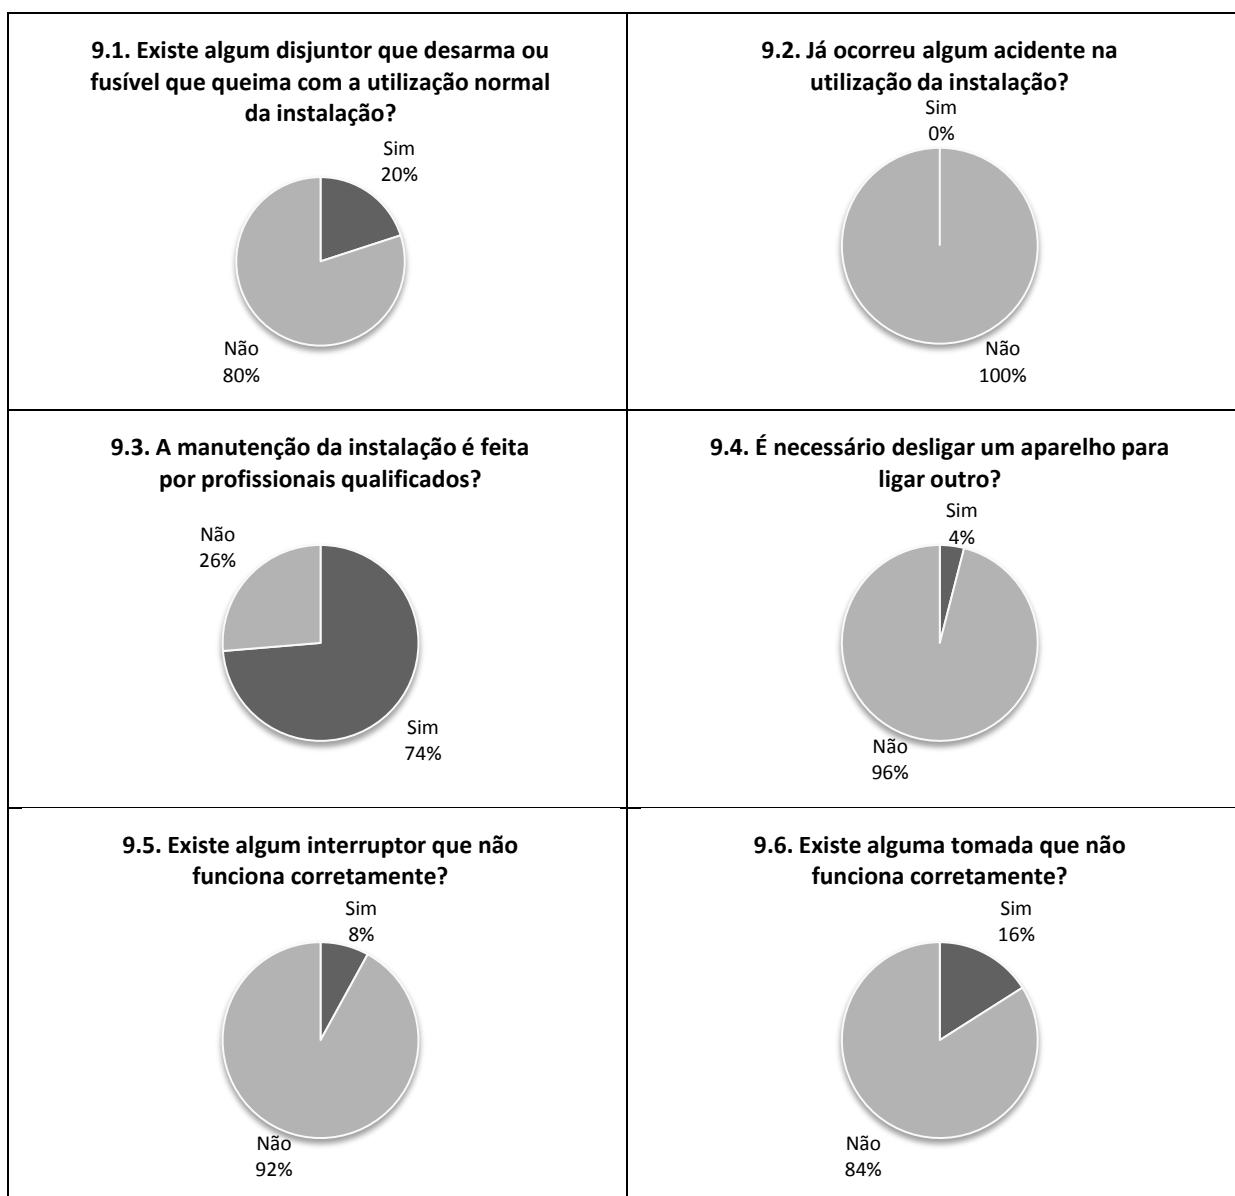 9.1. Existe algum disjuntor que desarma ou
fusível que queima com a utilização normal
da instalação?
Sim
20%
Não
80%
9.2. Já ocorreu algum acidente na
utilização da instalação?
Sim
0%
Não
100%
9.3. A manutenção da instalação é feita
por profissionais qualificados?
Não
26%
Sim
74%
9.4. É necessário desligar um aparelho para
ligar outro?
Sim
4%
Não
96%
9.5. Existe algum interruptor que não
funciona corretamente?
Sim
8%
Não
92%
9.6. Existe alguma tomada que não
funciona corretamente?
Sim
16%
Não
84%